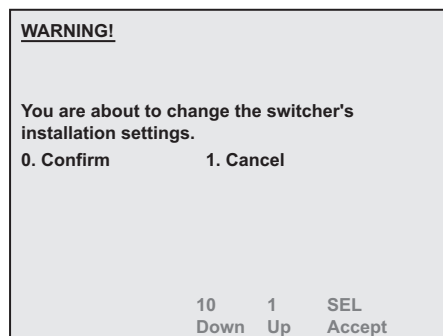 WARNING!
You are about to change the switcher's
installation settings.
0. Confirm 1. Cancel
10 1 SEL
Down Up Accept